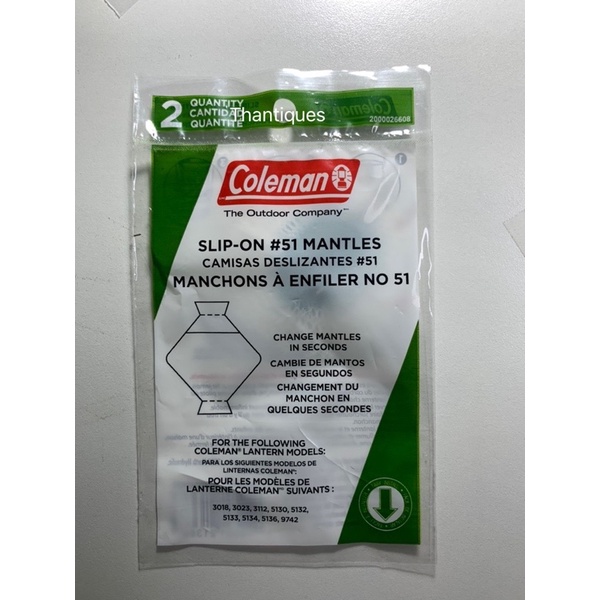 2 QUANTITY
CANTIDAD
QUANTITÉ
Thantiques
Coleman
2000026608
Coleman
The Outdoor Company™
SLIP-ON #51 MANTLES
CAMISAS DESLIZANTES #51
MANCHONS À ENFILER NO 51
CHANGE MANTLES
IN SECONDS
CAMBIE DE MANTOS
EN SEGUNDOS
CHANGEMENT DU
MANCHON EN
QUELQUES SECONDES
FOR THE FOLLOWING
COLEMAN® LANTERN MODELS:
PARA LOS SIGUIENTES MODELOS DE
LINTERNAS COLEMAN®:
POUR LES MODÈLES DE
LANTERNE COLEMAN™ SUIVANTS :
3018, 3023, 3112, 5130, 5132,
5133, 5134, 5136, 9742